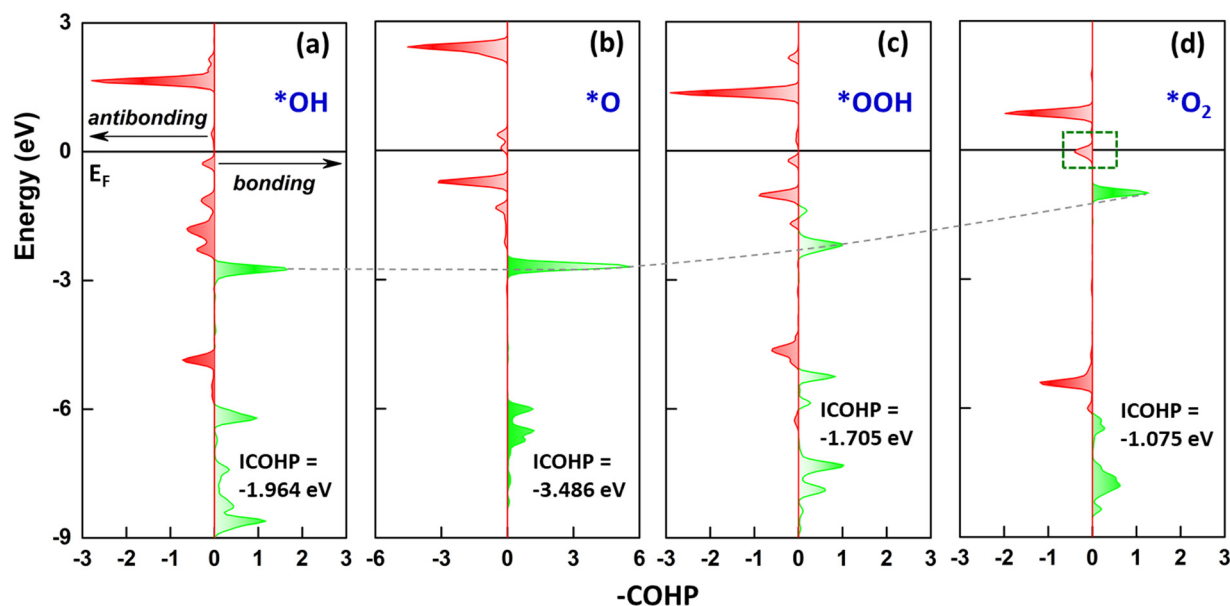 3
0
-3
-6
-9
Energy (eV)
(a)
*OH
antibonding
E_F
bonding
ICOHP =
-1.964 eV
-3 -2 -1 0 1 2 3
(b)
*O
ICOHP =
-3.486 eV
-6 -3 0 3 6
(c)
*OOH
ICOHP =
-1.705 eV
-3 -2 -1 0 1 2 3
(d)
*O₂
ICOHP =
-1.075 eV
-3 -2 -1 0 1 2 3
-COHP